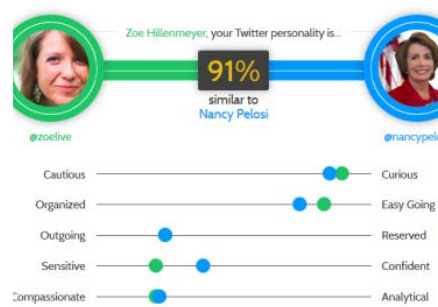 Zoe Hillenmeyer, your Twitter personality is...
91%
similar to
Nancy Pelosi
@zoelive
@nancypelo
Cautious Curious
Organized Easy Going
Outgoing Reserved
Sensitive Confident
Compassionate Analytical